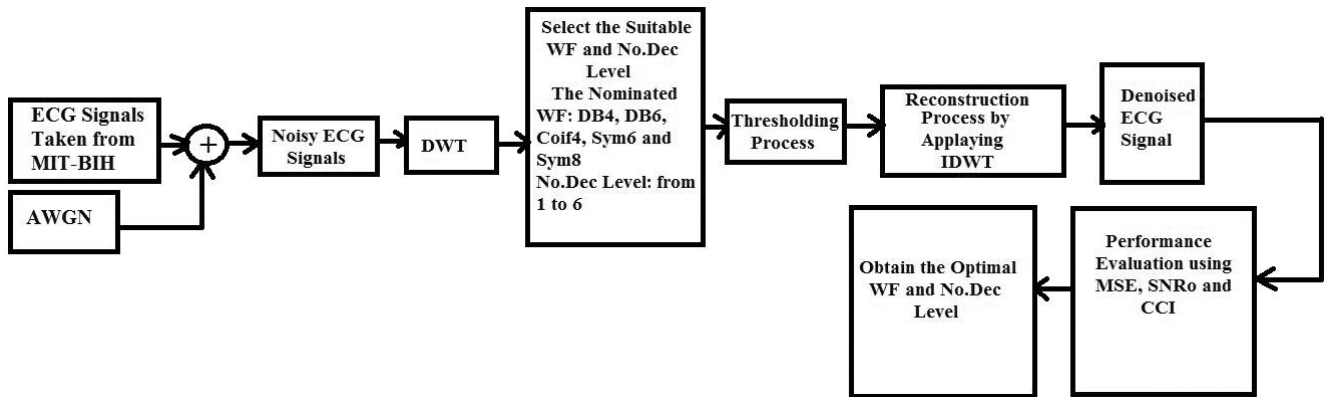 ECG Signals
Taken from
MIT-BIH
AWGN
+
Noisy ECG
Signals
DWT
Select the Suitable
WF and No.Dec
Level
The Nominated
WF: DB4, DB6,
Coif4, Sym6 and
Sym8
No.Dec Level: from
1 to 6
Thresholding
Process
Reconstruction
Process by
Applaying
IDWT
Denoised
ECG
Signal
Performance
Evaluation using
MSE, SNRo and
CCI
Obtain the Optimal
WF and No.Dec
Level